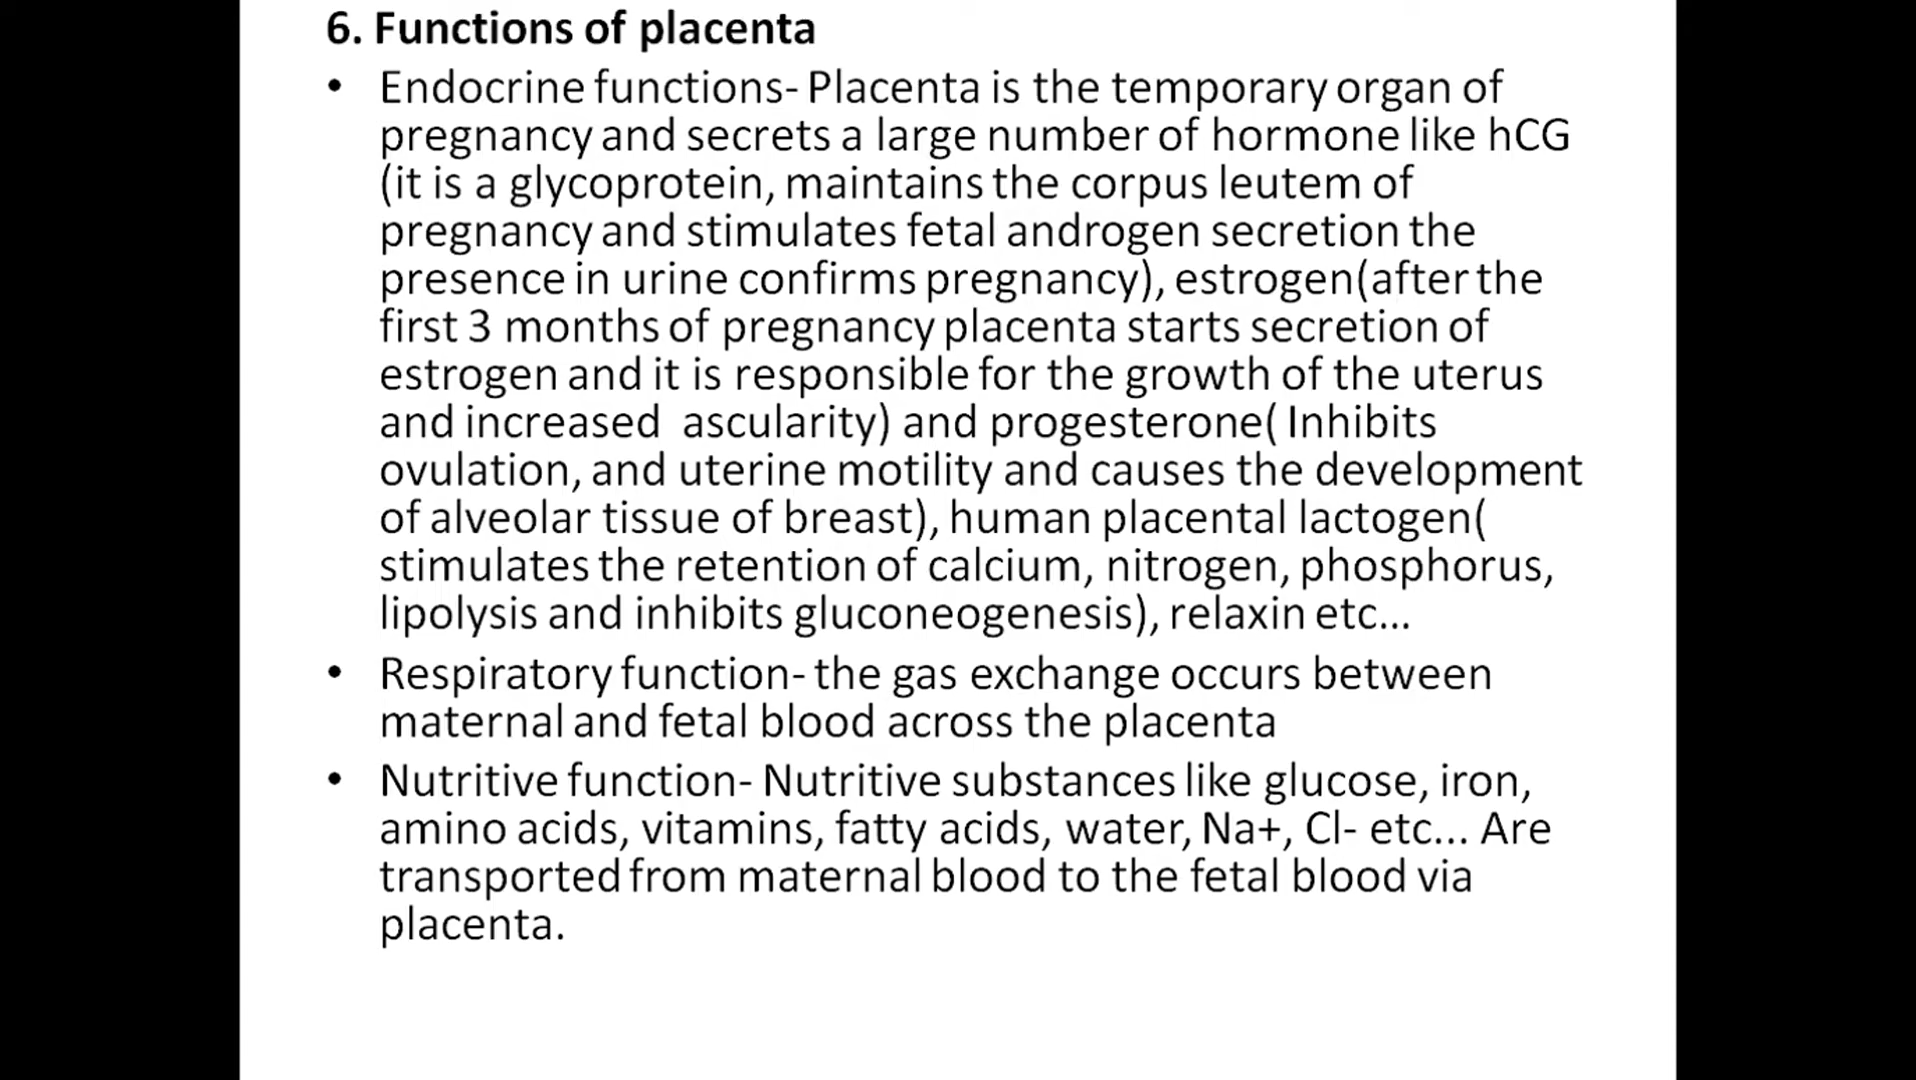 6. Functions of placenta
• Endocrine functions- Placenta is the temporary organ of
pregnancy and secrets a large number of hormone like hCG
(it is a glycoprotein, maintains the corpus leutem of
pregnancy and stimulates fetal androgen secretion the
presence in urine confirms pregnancy), estrogen(after the
first 3 months of pregnancy placenta starts secretion of
estrogen and it is responsible for the growth of the uterus
and increased  ascularity) and progesterone( Inhibits
ovulation, and uterine motility and causes the development
of alveolar tissue of breast), human placental lactogen(
stimulates the retention of calcium, nitrogen, phosphorus,
lipolysis and inhibits gluconeogenesis), relaxin etc...
• Respiratory function- the gas exchange occurs between
maternal and fetal blood across the placenta
• Nutritive function- Nutritive substances like glucose, iron,
amino acids, vitamins, fatty acids, water, Na+, Cl- etc... Are
transported from maternal blood to the fetal blood via
placenta.